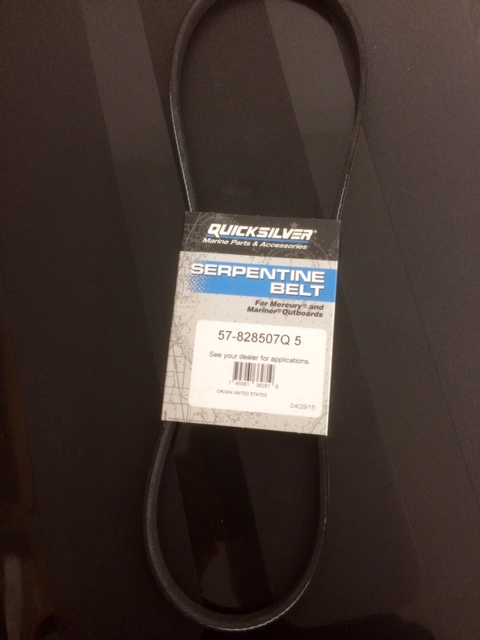 QUICKSILVER®
Marine Parts & Accessories
SERPENTINE
BELT
For Mercury® and
Mariner® Outboards
57-828507Q 5
See your dealer for applications.
ORIGIN UNITED STATES
04/29/15